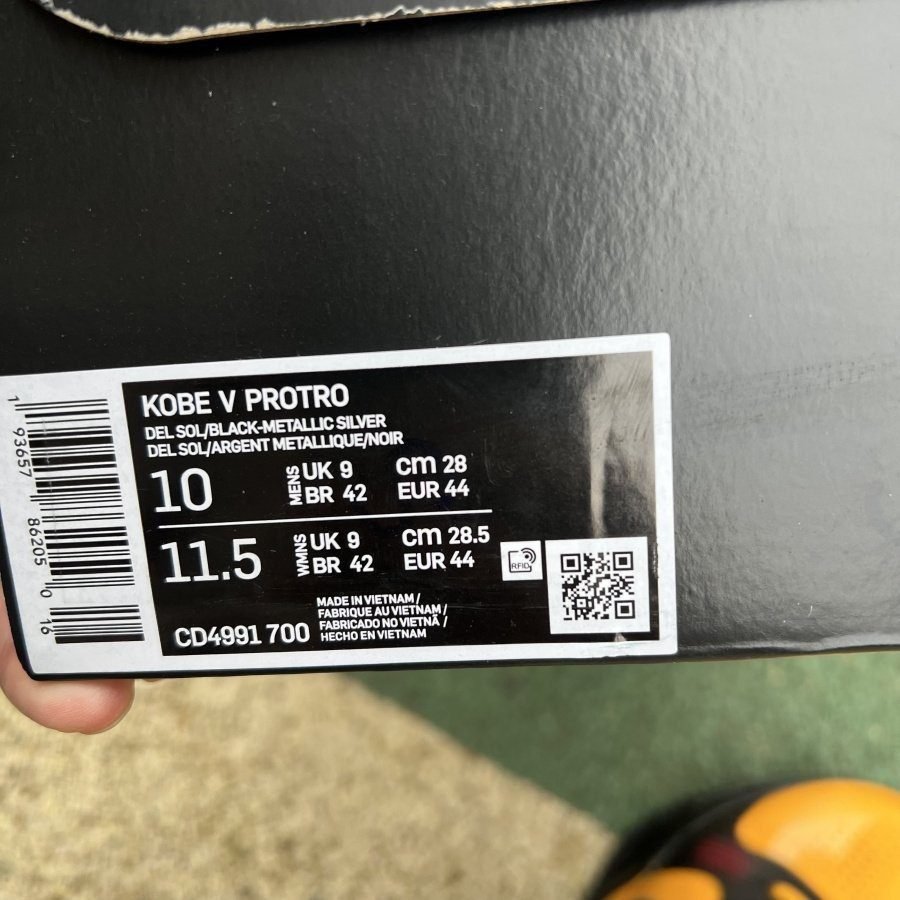 KOBE V PROTRO
DEL SOL/BLACK-METALLIC SILVER
DEL SOL/ARGENT METALLIQUE/NOIR
10 MENS UK 9 cm 28
BR 42 EUR 44
11.5 WMNS UK 9 cm 28.5
BR 42 EUR 44
RFID
CD4991 700
MADE IN VIETNAM /
FABRIQUE AU VIETNAM /
FABRICADO NO VIETNÃ /
HECHO EN VIETNAM
1 93657 86205 0 16